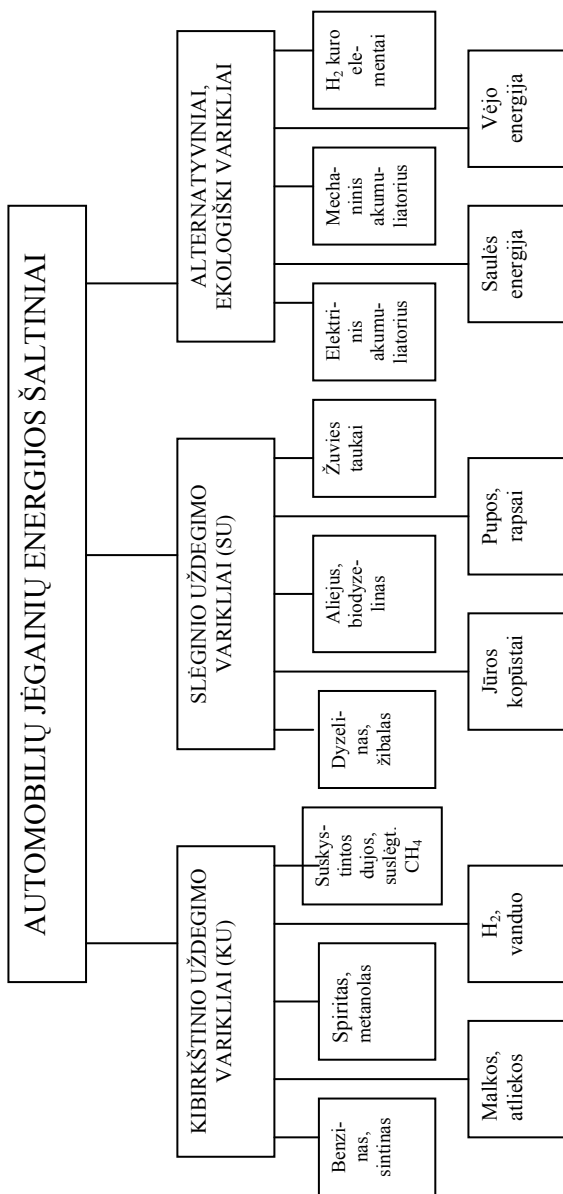 AUTOMOBILIŲ JĖGAINIŲ ENERGIJOS ŠALTINIAI
KIBIRKŠTINIO UŽDEGIMO
VARIKLIAI (KU)
Benzi-
nas,
sintinas
Malkos,
atliekos
Spiritas,
metanolas
H₂,
vanduo
Suskys-
tintos
dujos,
suslėgt.
CH₄
SLĖGINIO UŽDEGIMO
VARIKLIAI (SU)
Dyzeli-
nas,
žibalas
Jūros
kopūstai
Aliejus,
biodyze-
linas
Pupos,
rapsai
Žuvies
taukai
ALTERNATYVINIAI,
EKOLOGIŠKI VARIKLIAI
Elektri-
nis
akumu-
liatorius
Saulės
energija
Mecha-
ninis
akumu-
liatorius
Vėjo
energija
H₂ kuro
ele-
mentai